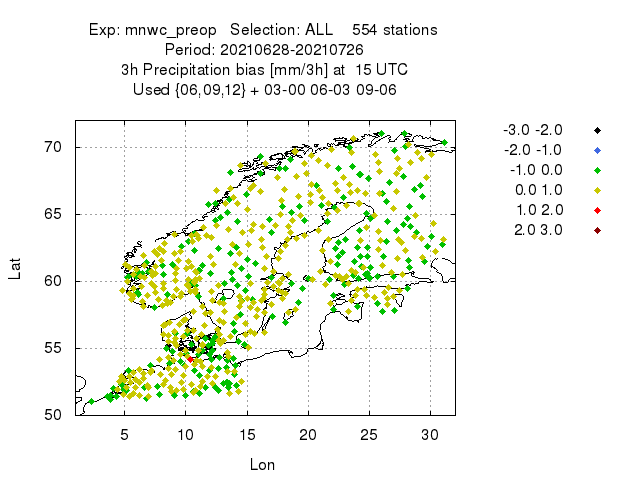 Exp: mnwc_preop   Selection: ALL    554 stations
Period: 20210628-20210726
3h Precipitation bias [mm/3h] at  15 UTC
Used {06,09,12} + 03-00 06-03 09-06
-3.0 -2.0
-2.0 -1.0
-1.0 0.0
0.0 1.0
1.0 2.0
2.0 3.0
70
65
60
55
50
Lat
5 10 15 20 25 30
Lon